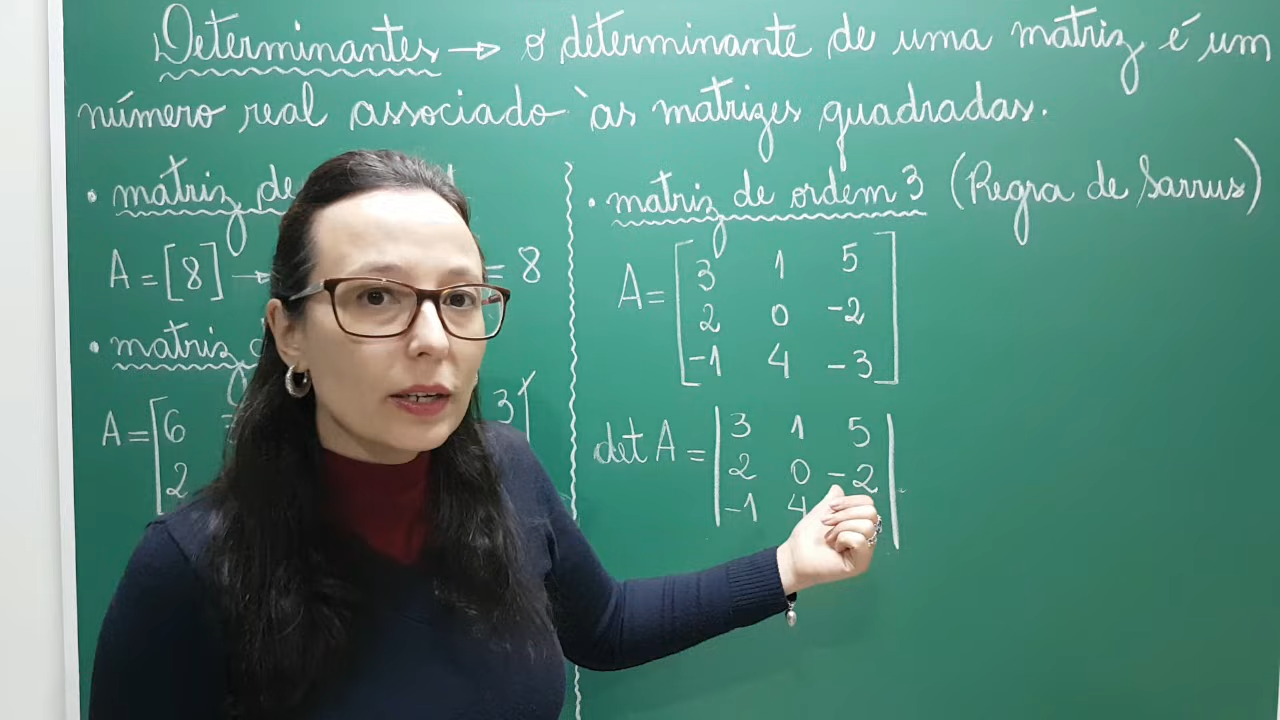 Determinantes → o determinante de uma matriz é um
número real associado às matrizes quadradas.
• matriz de
A = [8] → = 8
• matriz
A = [6
2
3
• matriz de ordem 3 (Regra de Sarrus)
A = [3 1 5
2 0 -2
-1 4 -3]
det A = |3 1 5|
2 0 -2
-1 4